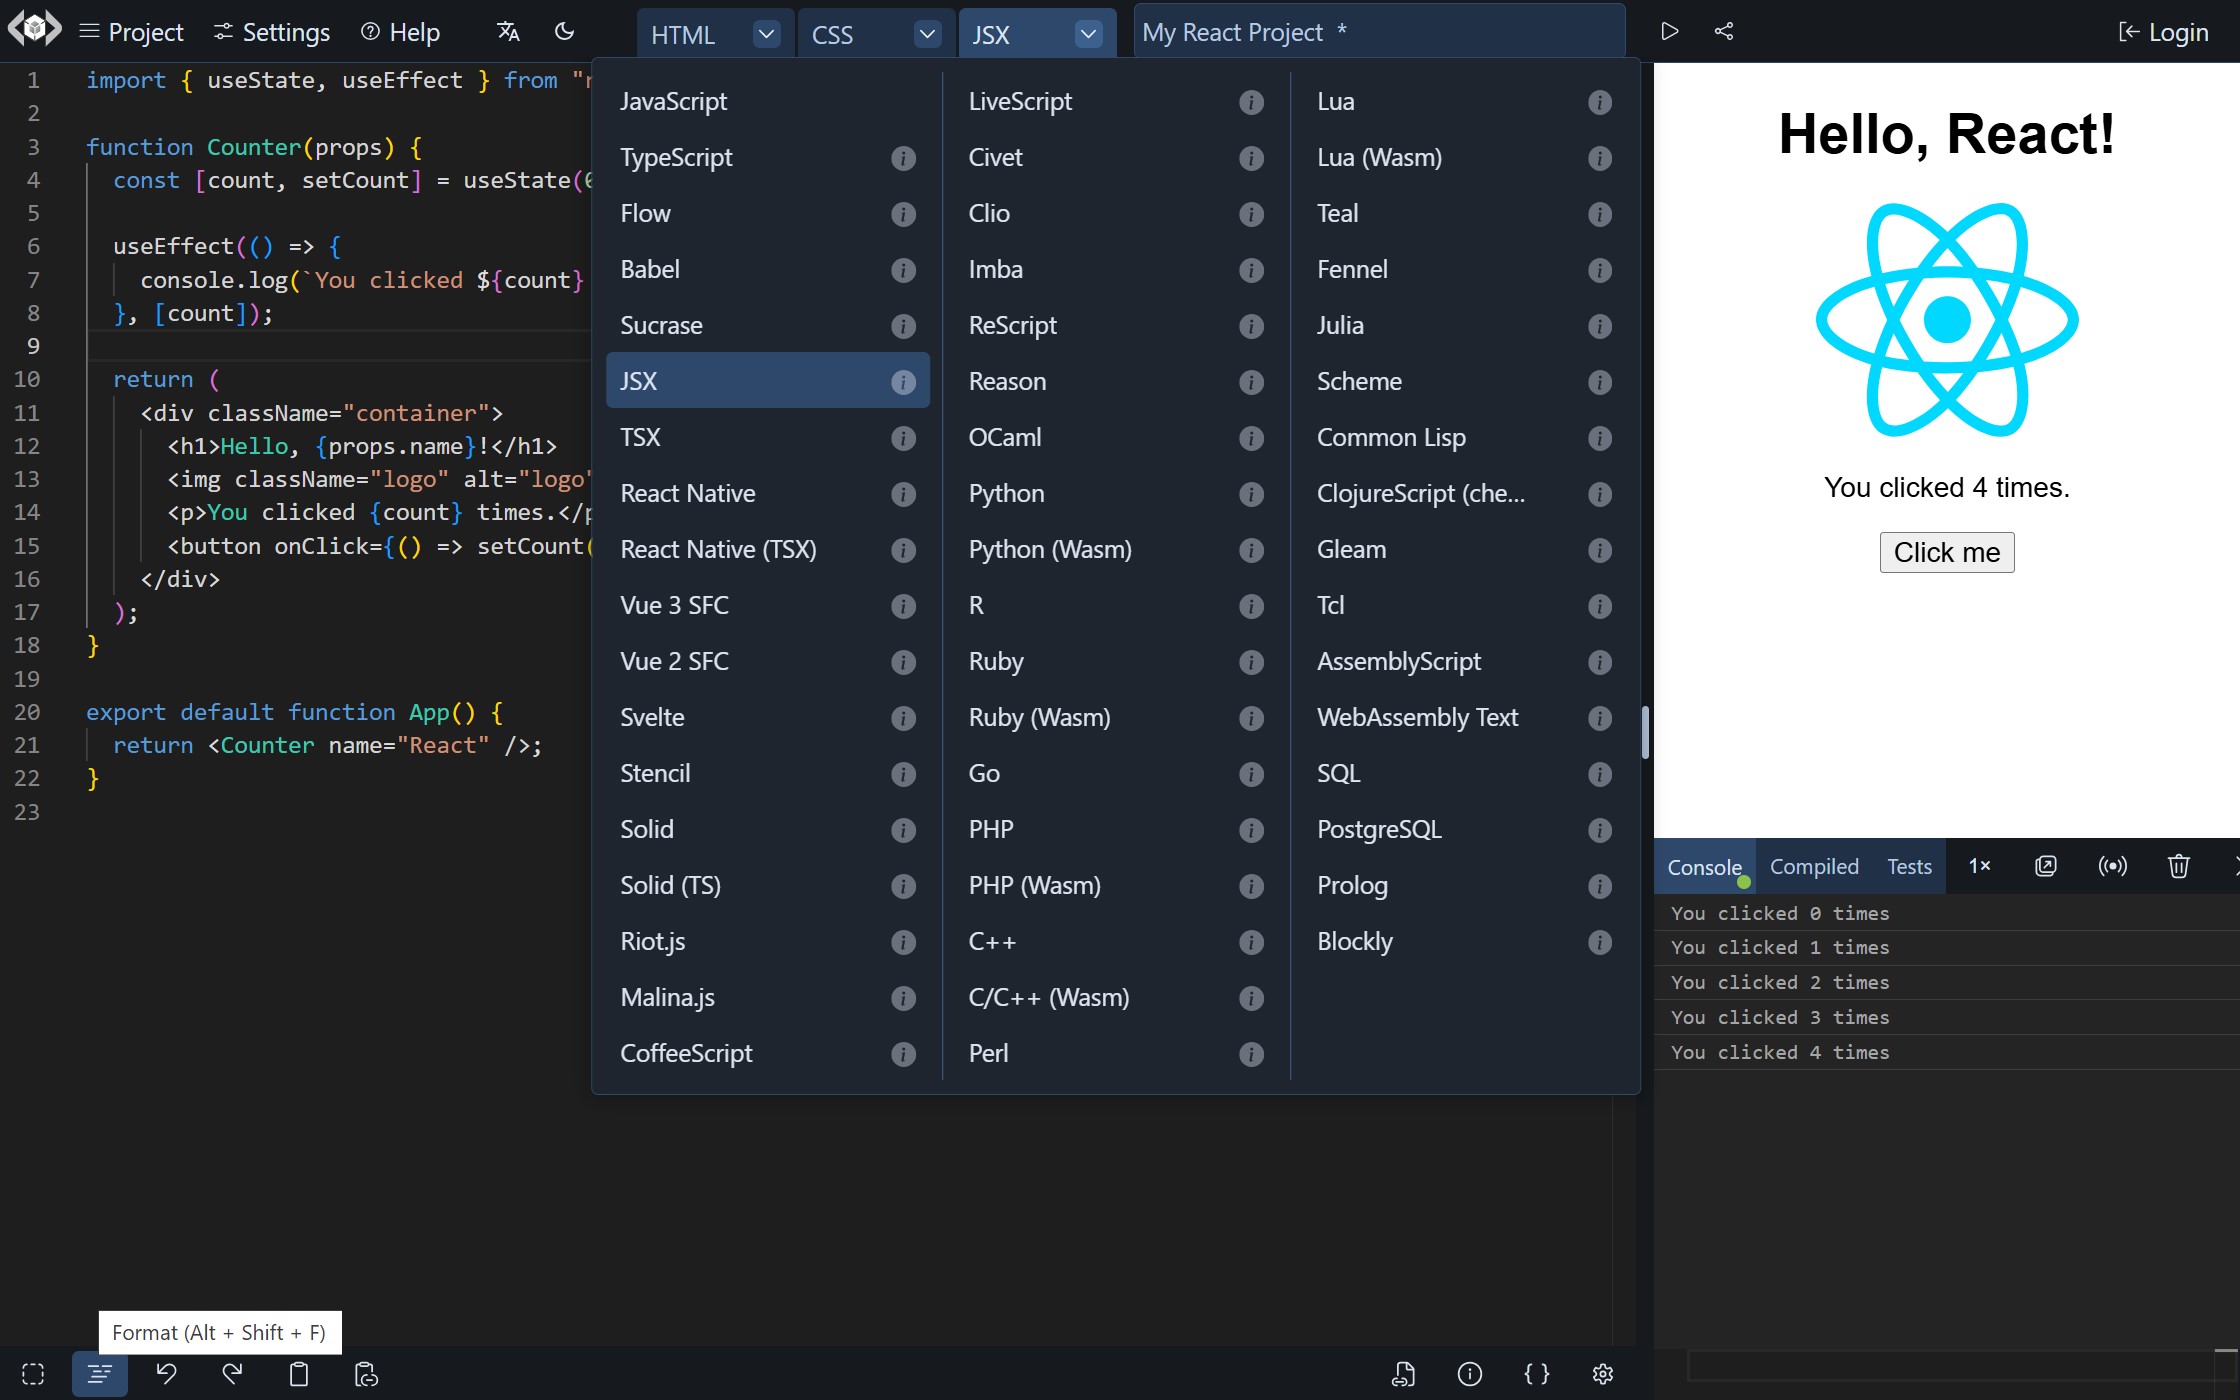 Project
Settings
Help
HTML
CSS
JSX
My React Project *
Login
1 import { useState, useEffect } from "r
2
3 function Counter(props) {
4 const [count, setCount] = useState(0
5
6 useEffect(() => {
7 console.log(`You clicked ${count}
8 }, [count]);
9
10 return (
11 <div className="container">
12 <h1>Hello, {props.name}!</h1>
13 <img className="logo" alt="logo"
14 <p>You clicked {count} times.</p
15 <button onClick={() => setCount(
16 </div>
17 );
18 }
19
20 export default function App() {
21 return <Counter name="React" />;
22 }
23
JavaScript
TypeScript
Flow
Babel
Sucrase
JSX
TSX
React Native
React Native (TSX)
Vue 3 SFC
Vue 2 SFC
Svelte
Stencil
Solid
Solid (TS)
Riot.js
Malina.js
CoffeeScript
LiveScript
Civet
Clio
Imba
ReScript
Reason
OCaml
Python
Python (Wasm)
R
Ruby
Ruby (Wasm)
Go
PHP
PHP (Wasm)
C++
C/C++ (Wasm)
Perl
Lua
Lua (Wasm)
Teal
Fennel
Julia
Scheme
Common Lisp
ClojureScript (che...
Gleam
Tcl
AssemblyScript
WebAssembly Text
SQL
PostgreSQL
Prolog
Blockly
Hello, React!
You clicked 4 times.
Click me
Console
Compiled
Tests
1×
You clicked 0 times
You clicked 1 times
You clicked 2 times
You clicked 3 times
You clicked 4 times
Format (Alt + Shift + F)